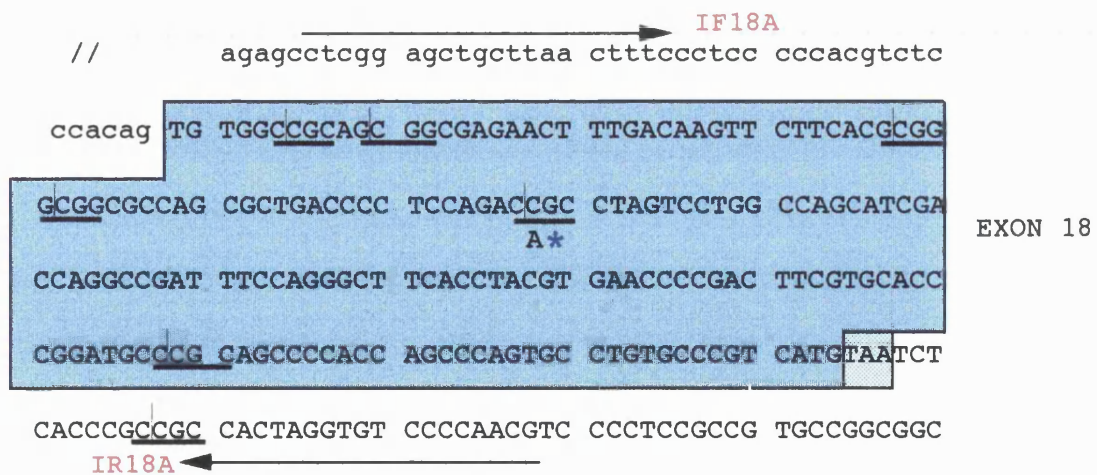 IF18A
// agagcctcgg agctgcttaa ctttccctcc cccacgtctc
ccacag TG TGGCCGCAGC GGCGAGAACT TTGACAAGTT CTTCACGCGG
GCGGCGCCAG CGCTGACCCC TCCAGACCGC CTAGTCCTGG CCAGCATCGA
A*
EXON 18
CCAGGCCGAT TTCCAGGGCT TCACCTACGT GAACCCCGAC TTCGTGCACC
CGGATGCCCG CAGCCCCACC AGCCCAGTGC CTGTGCCCGT CATGTAATCT
CACCCGCCGC CACTAGGTGT CCCCAACGTC CCCTCCGCCG TGCCGGCGGC
IR18A